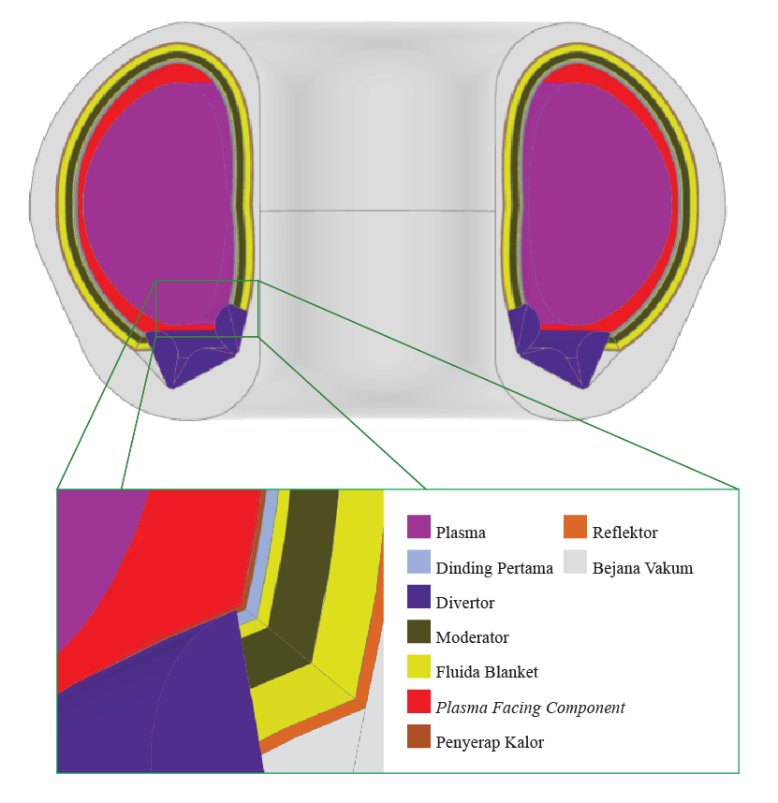 Plasma
Reflektor
Dinding Pertama
Bejana Vakum
Divertor
Moderator
Fluida Blanket
Plasma Facing Component
Penyerap Kalor